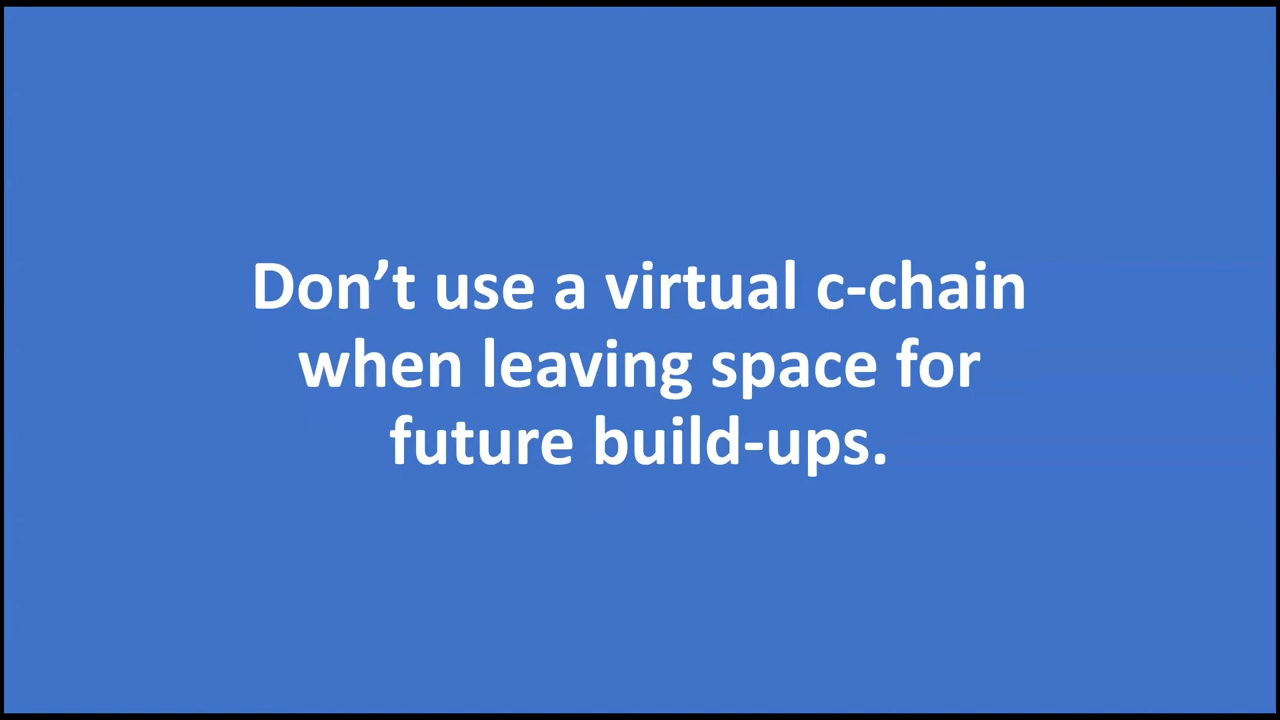 Don’t use a virtual c-chain
when leaving space for
future build-ups.